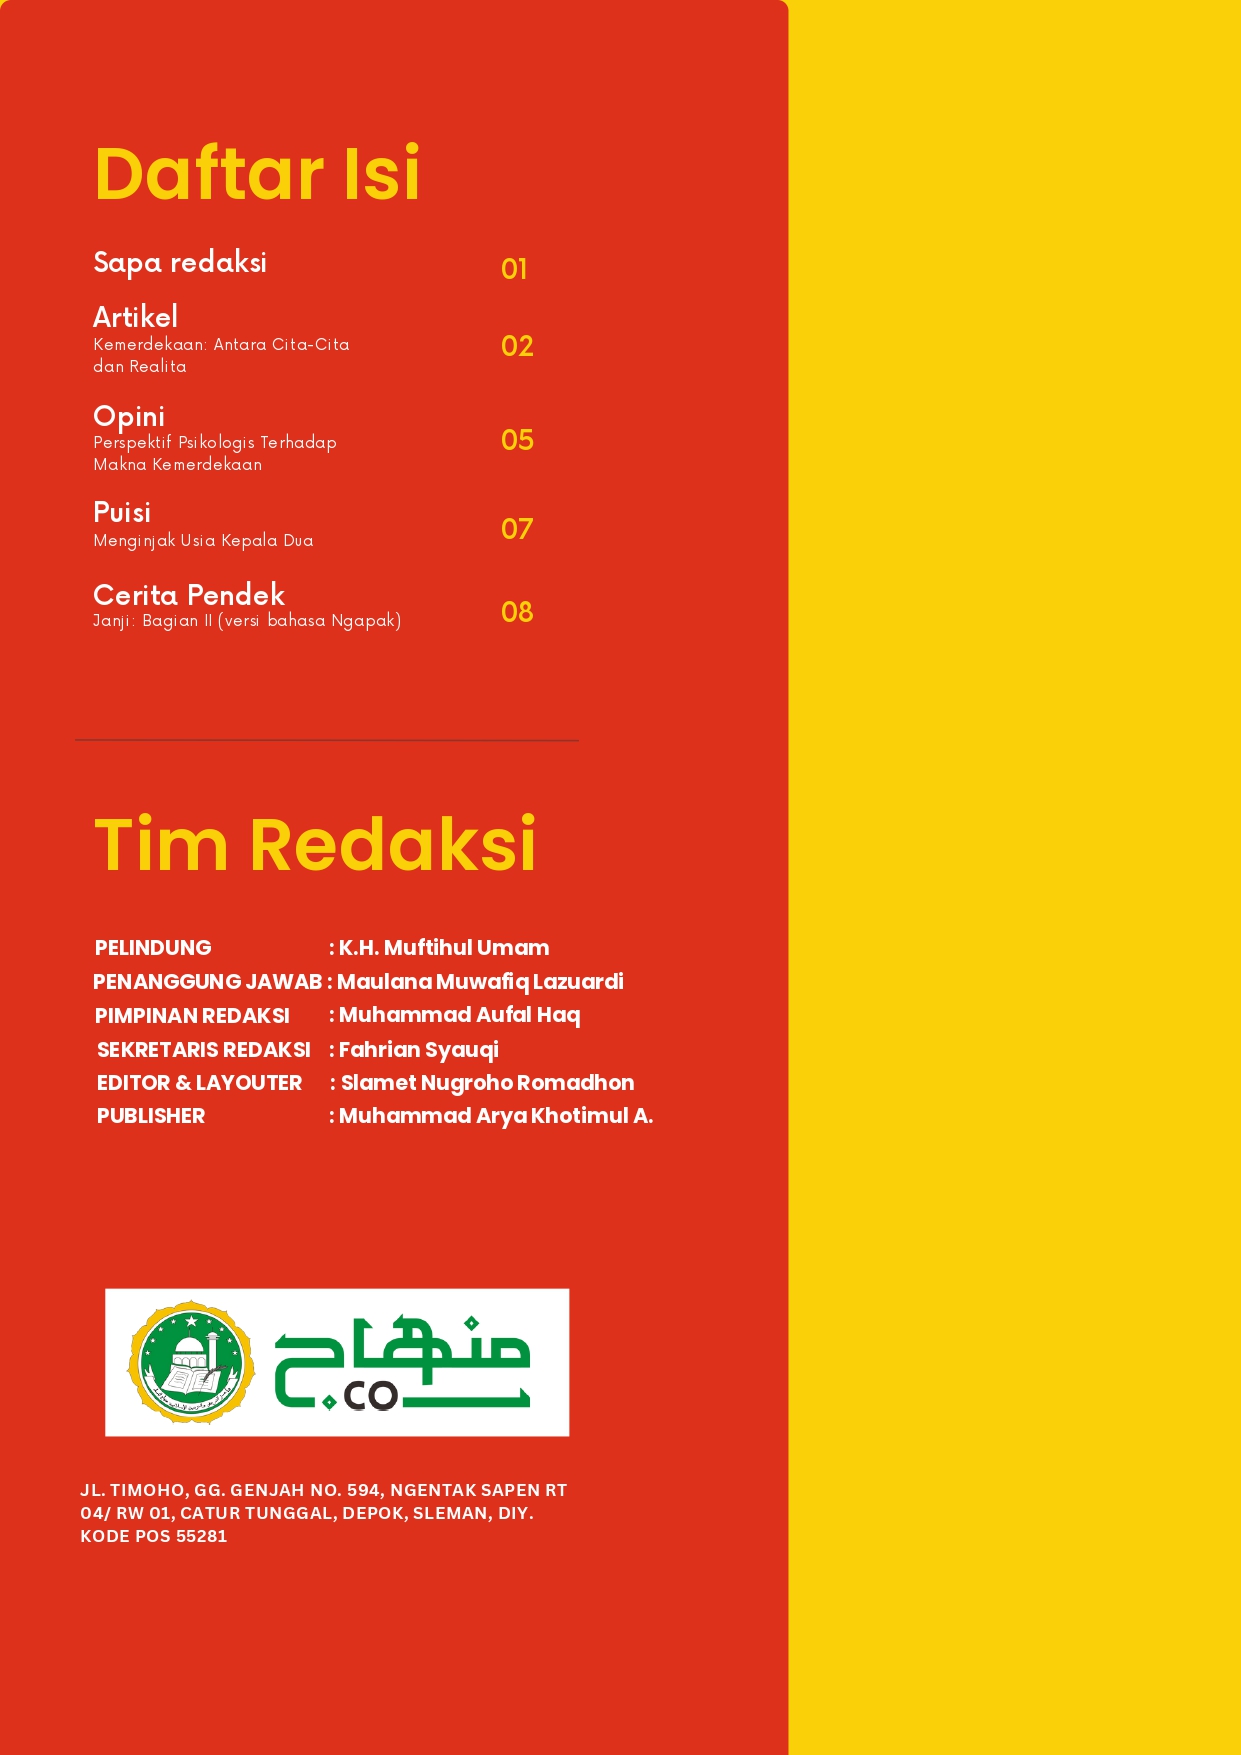 Daftar Isi
Sapa redaksi 01
Artikel
Kemerdekaan: Antara Cita-Cita
dan Realita
02
Opini
Perspektif Psikologis Terhadap
Makna Kemerdekaan
05
Puisi
Menginjak Usia Kepala Dua
07
Cerita Pendek
Janji: Bagian II (versi bahasa Ngapak)
08
Tim Redaksi
PELINDUNG : K.H. Muftihul Umam
PENANGGUNG JAWAB : Maulana Muwafiq Lazuardi
PIMPINAN REDAKSI : Muhammad Aufal Haq
SEKRETARIS REDAKSI : Fahrian Syauqi
EDITOR & LAYOUTER : Slamet Nugroho Romadhon
PUBLISHER : Muhammad Arya Khotimul A.
منهاج
.co
JL. TIMOHO, GG. GENJAH NO. 594, NGENTAK SAPEN RT
04/ RW 01, CATUR TUNGGAL, DEPOK, SLEMAN, DIY.
KODE POS 55281